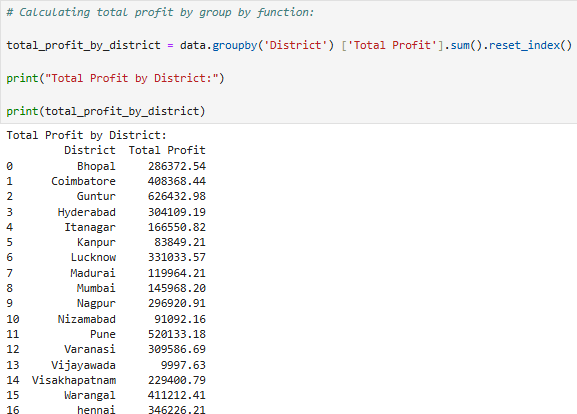 # Calculating total profit by group by function:
total_profit_by_district = data.groupby('District') ['Total Profit'].sum().reset_index()
print("Total Profit by District:")
print(total_profit_by_district)
Total Profit by District:
District Total Profit
0 Bhopal 286372.54
1 Coimbatore 408368.44
2 Guntur 626432.98
3 Hyderabad 304109.19
4 Itanagar 166550.82
5 Kanpur 83849.21
6 Lucknow 331033.57
7 Madurai 119964.21
8 Mumbai 145968.20
9 Nagpur 296920.91
10 Nizamabad 91092.16
11 Pune 520133.18
12 Varanasi 309586.69
13 Vijayawada 9997.63
14 Visakhapatnam 229400.79
15 Warangal 411212.41
16 hennai 346226.21